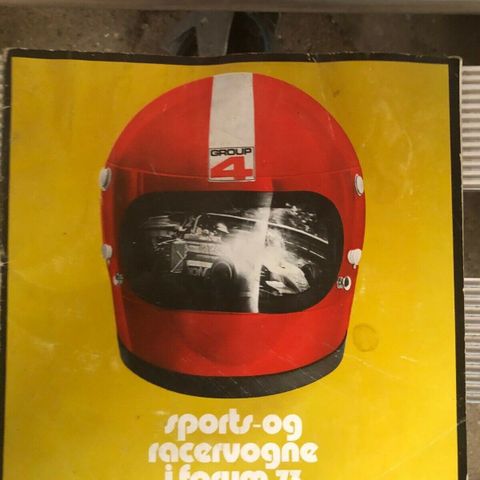 GROUP
4
sports-og
racervogne
i forum 73